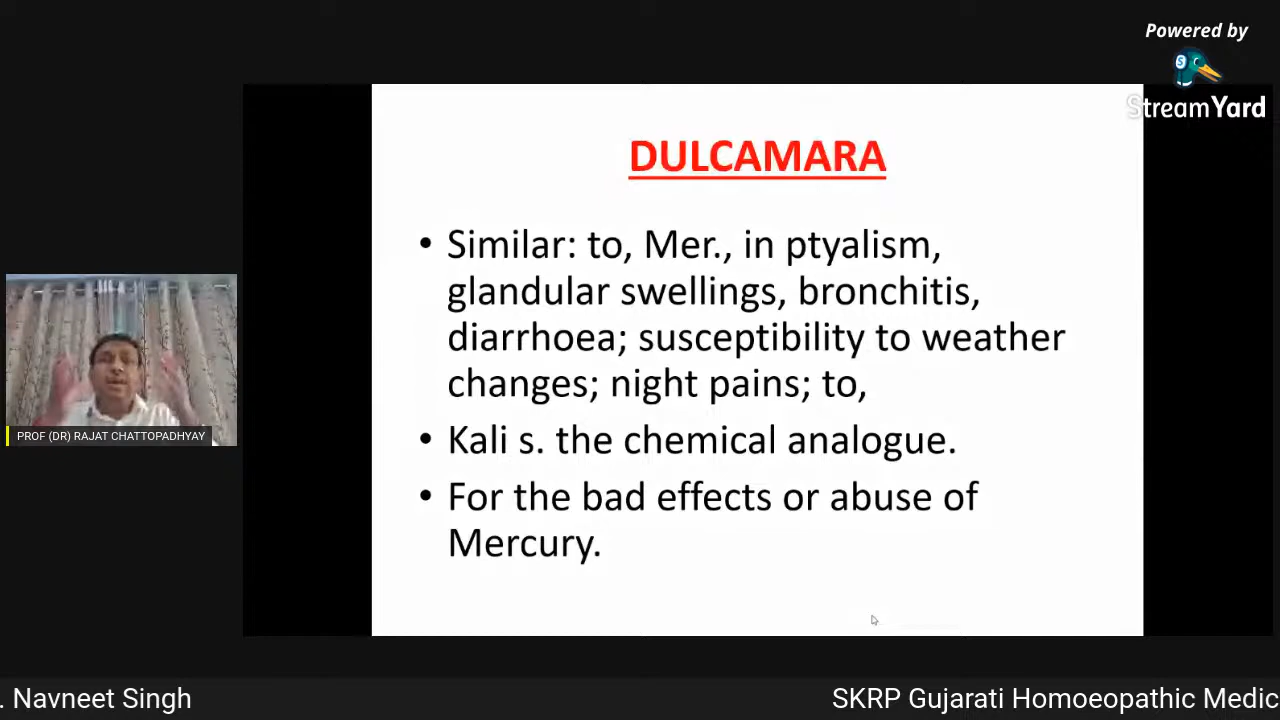 Powered by
StreamYard
DULCAMARA
• Similar: to, Mer., in ptyalism,
glandular swellings, bronchitis,
diarrhoea; susceptibility to weather
changes; night pains; to,
• Kali s. the chemical analogue.
• For the bad effects or abuse of
Mercury.
PROF (DR) RAJAT CHATTOPADHYAY
. Navneet Singh
SKRP Gujarati Homoeopathic Medic